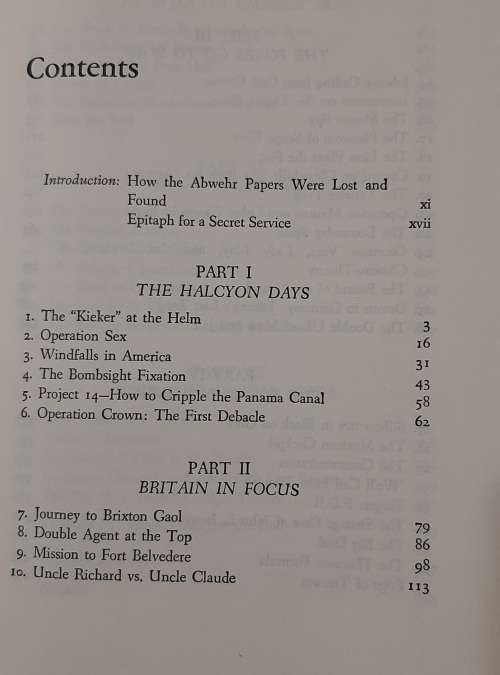 Contents
Introduction: How the Abwehr Papers Were Lost and
Found xi
Epitaph for a Secret Service xvii
PART I
THE HALCYON DAYS
1. The "Kieker" at the Helm 3
2. Operation Sex 16
3. Windfalls in America 31
4. The Bombsight Fixation 43
5. Project 14—How to Cripple the Panama Canal 58
6. Operation Crown: The First Debacle 62
PART II
BRITAIN IN FOCUS
7. Journey to Brixton Gaol 79
8. Double Agent at the Top 86
9. Mission to Fort Belvedere 98
10. Uncle Richard vs. Uncle Claude 113